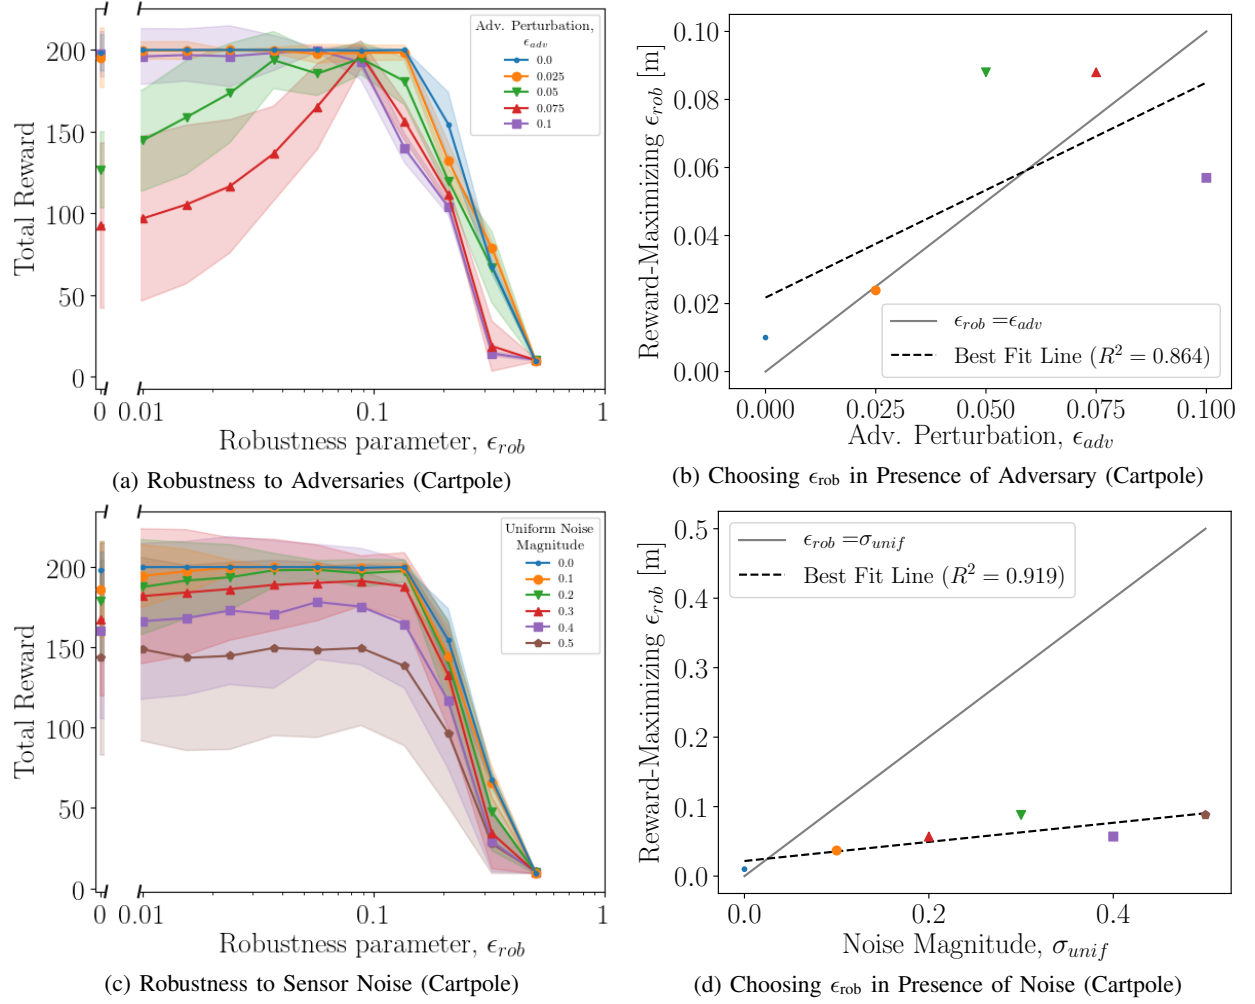 Total Reward
200
150
100
50
0
0
0.01
0.1
1
Robustness parameter, ϵrob
Adv. Perturbation,
ϵadv
0.0
0.025
0.05
0.075
0.1
(a) Robustness to Adversaries (Cartpole)
Reward-Maximizing ϵrob [m]
0.10
0.08
0.06
0.04
0.02
0.00
0.000
0.025
0.050
0.075
0.100
Adv. Perturbation, ϵadv
ϵrob =ϵadv
Best Fit Line (R² = 0.864)
(b) Choosing ϵrob in Presence of Adversary (Cartpole)
Total Reward
200
150
100
50
0
0
0.01
0.1
1
Robustness parameter, ϵrob
Uniform Noise
Magnitude
0.0
0.1
0.2
0.3
0.4
0.5
(c) Robustness to Sensor Noise (Cartpole)
Reward-Maximizing ϵrob [m]
0.5
0.4
0.3
0.2
0.1
0.0
0.0
0.2
0.4
Noise Magnitude, σunif
ϵrob =σunif
Best Fit Line (R² = 0.919)
(d) Choosing ϵrob in Presence of Noise (Cartpole)